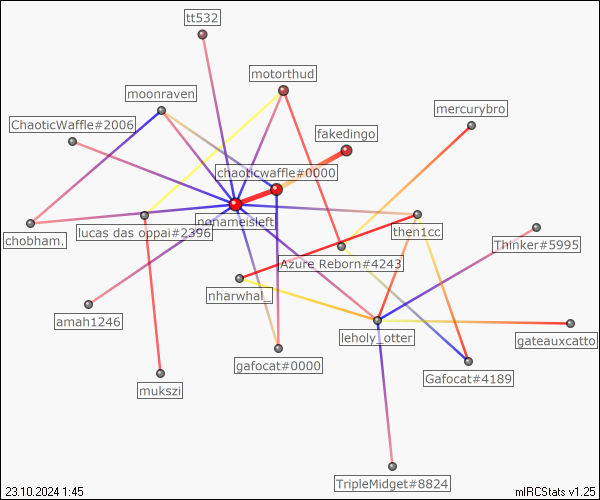 tt532
motorthud
moonraven
mercurybro
ChaoticWaffle#2006
fakedingo
chaoticwaffle#0000
nonameisleft
chobham.
lucas das oppai#2396
then1cc
Thinker#5995
Azure Reborn#4243
nharwhal_
amah1246
leholy_otter
gateauxcatto
gafocat#0000
Gafocat#4189
mukszi
TripleMidget#8824
23.10.2024 1:45
mIRCStats v1.25